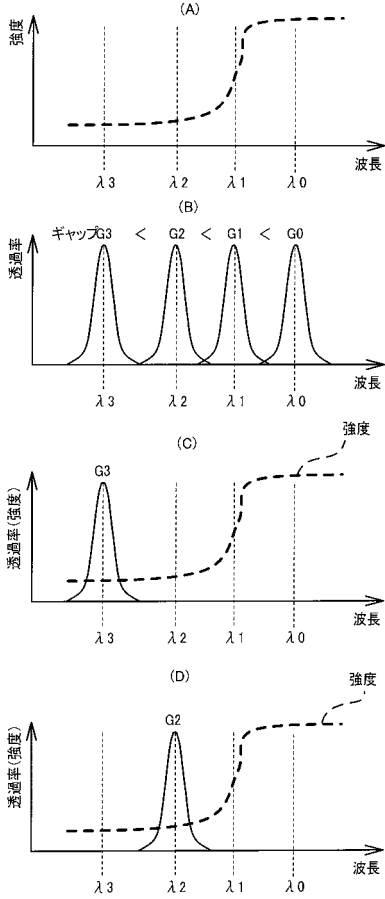 (A)
強度
波長
λ3 λ2 λ1 λ0
(B)
ギャップG3 < G2 < G1 < G0
透過率
波長
λ3 λ2 λ1 λ0
(C)
強度
G3
透過率(強度)
波長
λ3 λ2 λ1 λ0
(D)
強度
G2
透過率(強度)
波長
λ3 λ2 λ1 λ0